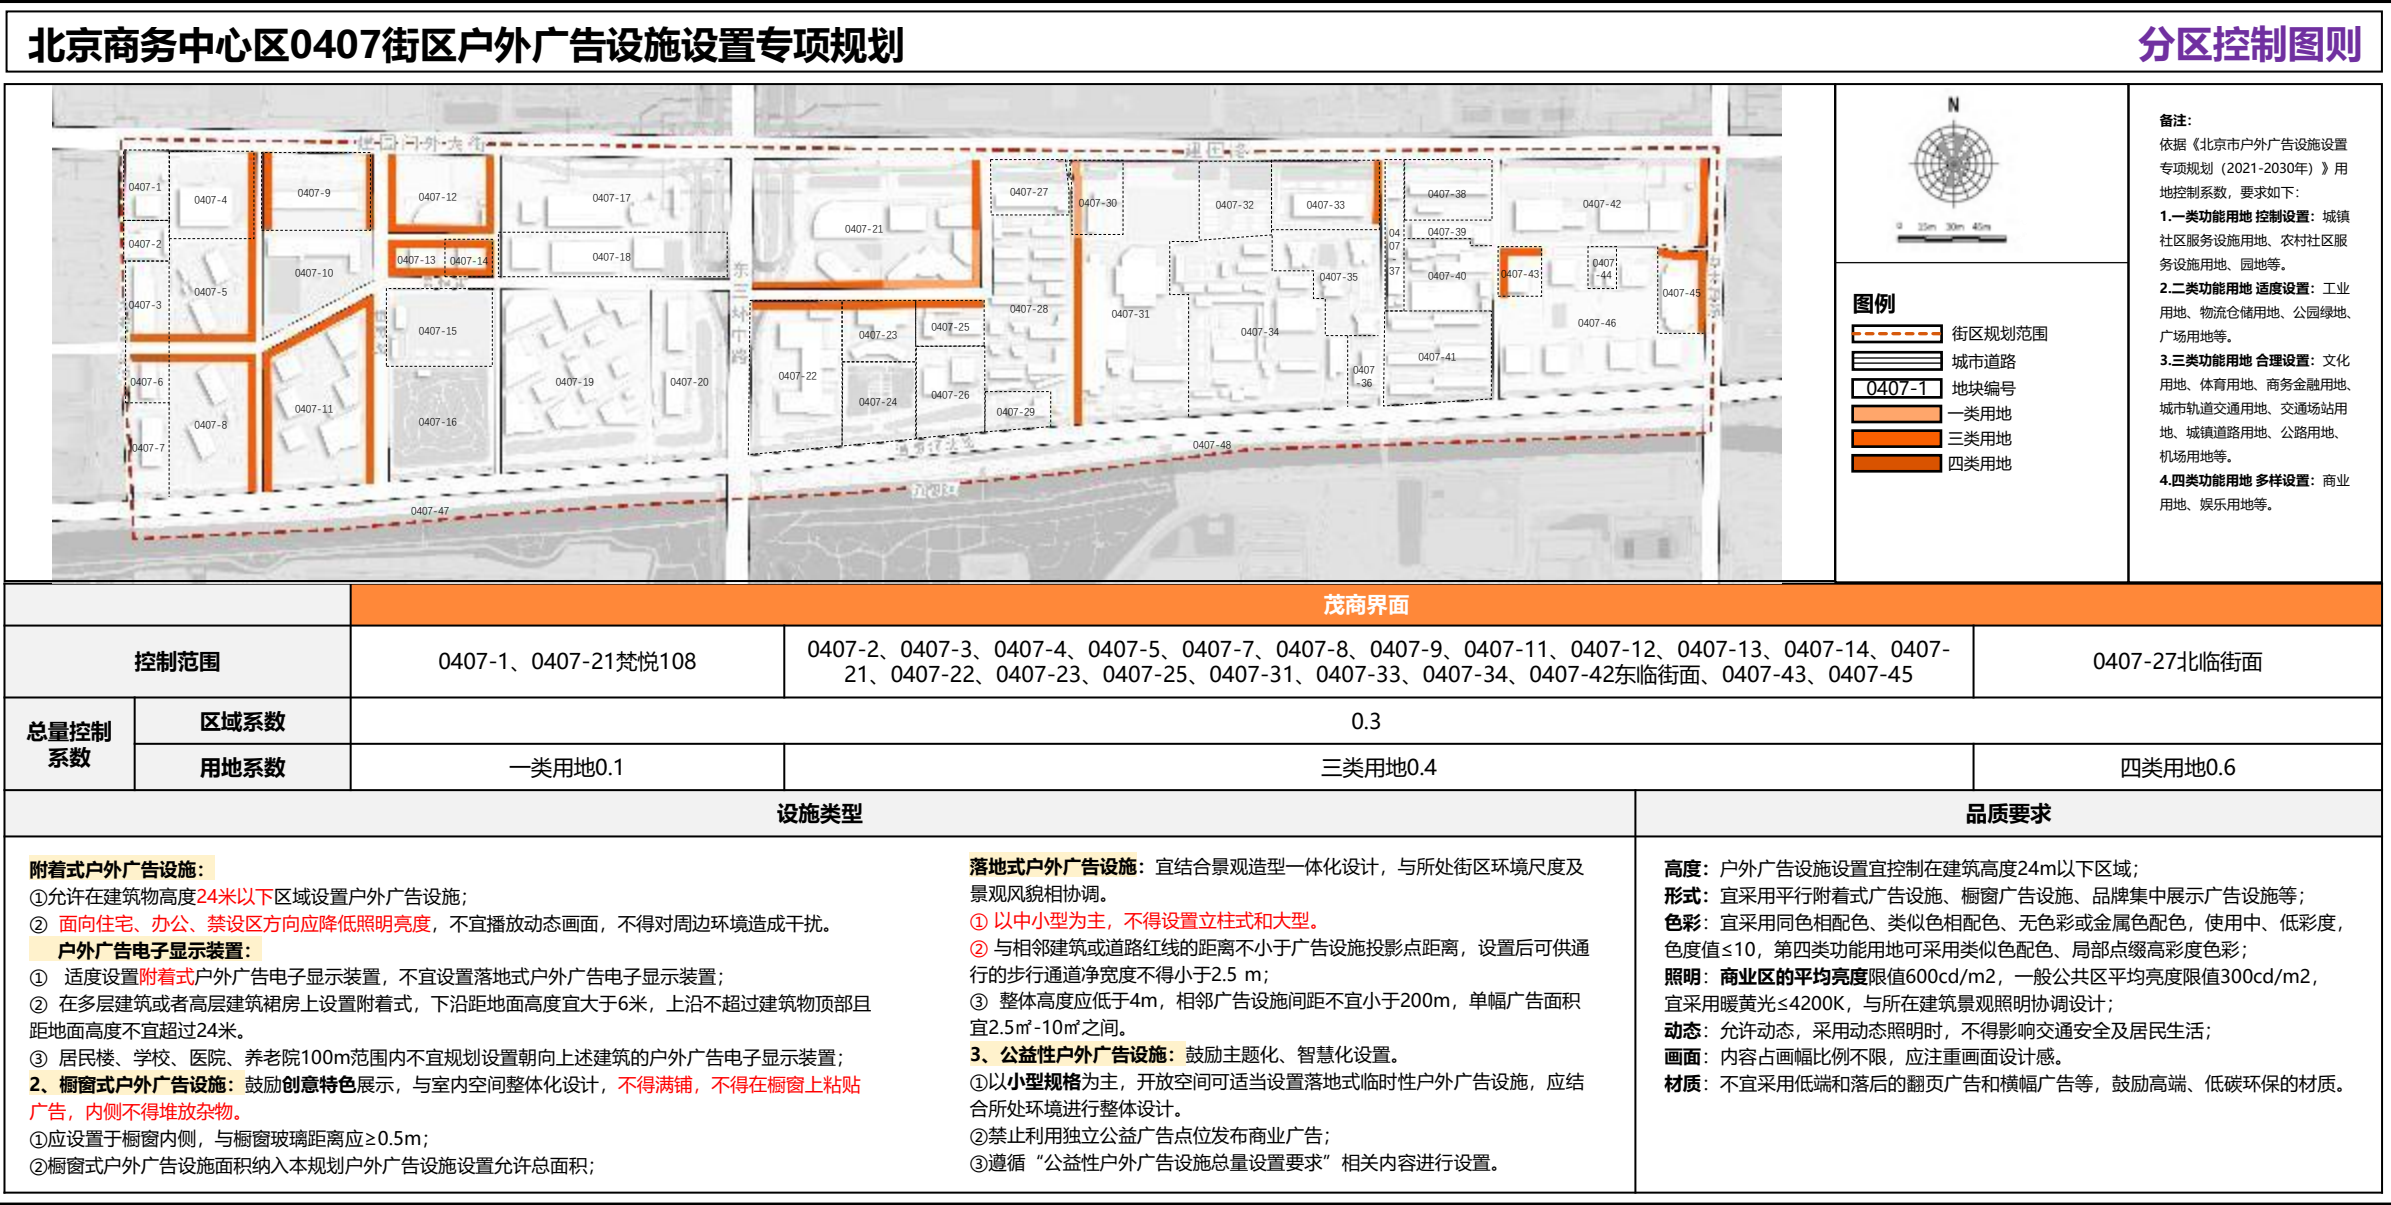 北京商务中心区0407街区户外广告设施设置专项规划
分区控制图则
建国门外大街
建国路
东三环中路
0407-1
0407-2
0407-3
0407-4
0407-5
0407-6
0407-7
0407-8
0407-9
0407-10
0407-11
0407-12
0407-13
0407-14
0407-15
0407-16
0407-17
0407-18
0407-19
0407-20
0407-21
0407-22
0407-23
0407-24
0407-25
0407-26
0407-27
0407-28
0407-29
0407-30
0407-31
0407-32
0407-33
0407-34
0407-35
0407
-36
04
07
-37
0407-38
0407-39
0407-40
0407-41
0407-42
0407-43
0407
-44
0407-45
0407-46
0407-47
0407-48
N
0 15m 30m 45m
图例
街区规划范围
城市道路
0407-1 地块编号
一类用地
三类用地
四类用地
备注：
依据《北京市户外广告设施设置
专项规划（2021-2030年）》用
地控制系数，要求如下：
1.一类功能用地 控制设置：城镇
社区服务设施用地、农村社区服
务设施用地、园地等。
2.二类功能用地 适度设置：工业
用地、物流仓储用地、公园绿地、
广场用地等。
3.三类功能用地 合理设置：文化
用地、体育用地、商务金融用地、
城市轨道交通用地、交通场站用
地、城镇道路用地、公路用地、
机场用地等。
4.四类功能用地 多样设置：商业
用地、娱乐用地等。
茂商界面
控制范围
0407-1、0407-21梵悦108
0407-2、0407-3、0407-4、0407-5、0407-7、0407-8、0407-9、0407-11、0407-12、0407-13、0407-14、0407-
21、0407-22、0407-23、0407-25、0407-31、0407-33、0407-34、0407-42东临街面、0407-43、0407-45
0407-27北临街面
总量控制
系数
区域系数
0.3
用地系数
一类用地0.1
三类用地0.4
四类用地0.6
设施类型
品质要求
附着式户外广告设施：
①允许在建筑物高度24米以下区域设置户外广告设施；
② 面向住宅、办公、禁设区方向应降低照明亮度，不宜播放动态画面，不得对周边环境造成干扰。
户外广告电子显示装置：
① 适度设置附着式户外广告电子显示装置，不宜设置落地式户外广告电子显示装置；
② 在多层建筑或者高层建筑裙房上设置附着式，下沿距地面高度宜大于6米，上沿不超过建筑物顶部且
距地面高度不宜超过24米。
③ 居民楼、学校、医院、养老院100m范围内不宜规划设置朝向上述建筑的户外广告电子显示装置；
2、橱窗式户外广告设施：鼓励创意特色展示，与室内空间整体化设计，不得满铺，不得在橱窗上粘贴
广告，内侧不得堆放杂物。
①应设置于橱窗内侧，与橱窗玻璃距离应≥0.5m；
②橱窗式户外广告设施面积纳入本规划户外广告设施设置允许总面积；
落地式户外广告设施：宜结合景观造型一体化设计，与所处街区环境尺度及
景观风貌相协调。
① 以中小型为主，不得设置立柱式和大型。
② 与相邻建筑或道路红线的距离不小于广告设施投影点距离，设置后可供通
行的步行通道净宽度不得小于2.5 m；
③ 整体高度应低于4m，相邻广告设施间距不宜小于200m，单幅广告面积
宜2.5㎡-10㎡之间。
3、公益性户外广告设施：鼓励主题化、智慧化设置。
①以小型规格为主，开放空间可适当设置落地式临时性户外广告设施，应结
合所处环境进行整体设计。
②禁止利用独立公益广告点位发布商业广告；
③遵循“公益性户外广告设施总量设置要求”相关内容进行设置。
高度：户外广告设施设置宜控制在建筑高度24m以下区域；
形式：宜采用平行附着式广告设施、橱窗广告设施、品牌集中展示广告设施等；
色彩：宜采用同色相配色、类似色相配色、无色彩或金属色配色，使用中、低彩度，
色度值≤10，第四类功能用地可采用类似色配色、局部点缀高彩度色彩；
照明：商业区的平均亮度限值600cd/m2，一般公共区平均亮度限值300cd/m2，
宜采用暖黄光≤4200K，与所在建筑景观照明协调设计；
动态：允许动态，采用动态照明时，不得影响交通安全及居民生活；
画面：内容占画幅比例不限，应注重画面设计感。
材质：不宜采用低端和落后的翻页广告和横幅广告等，鼓励高端、低碳环保的材质。